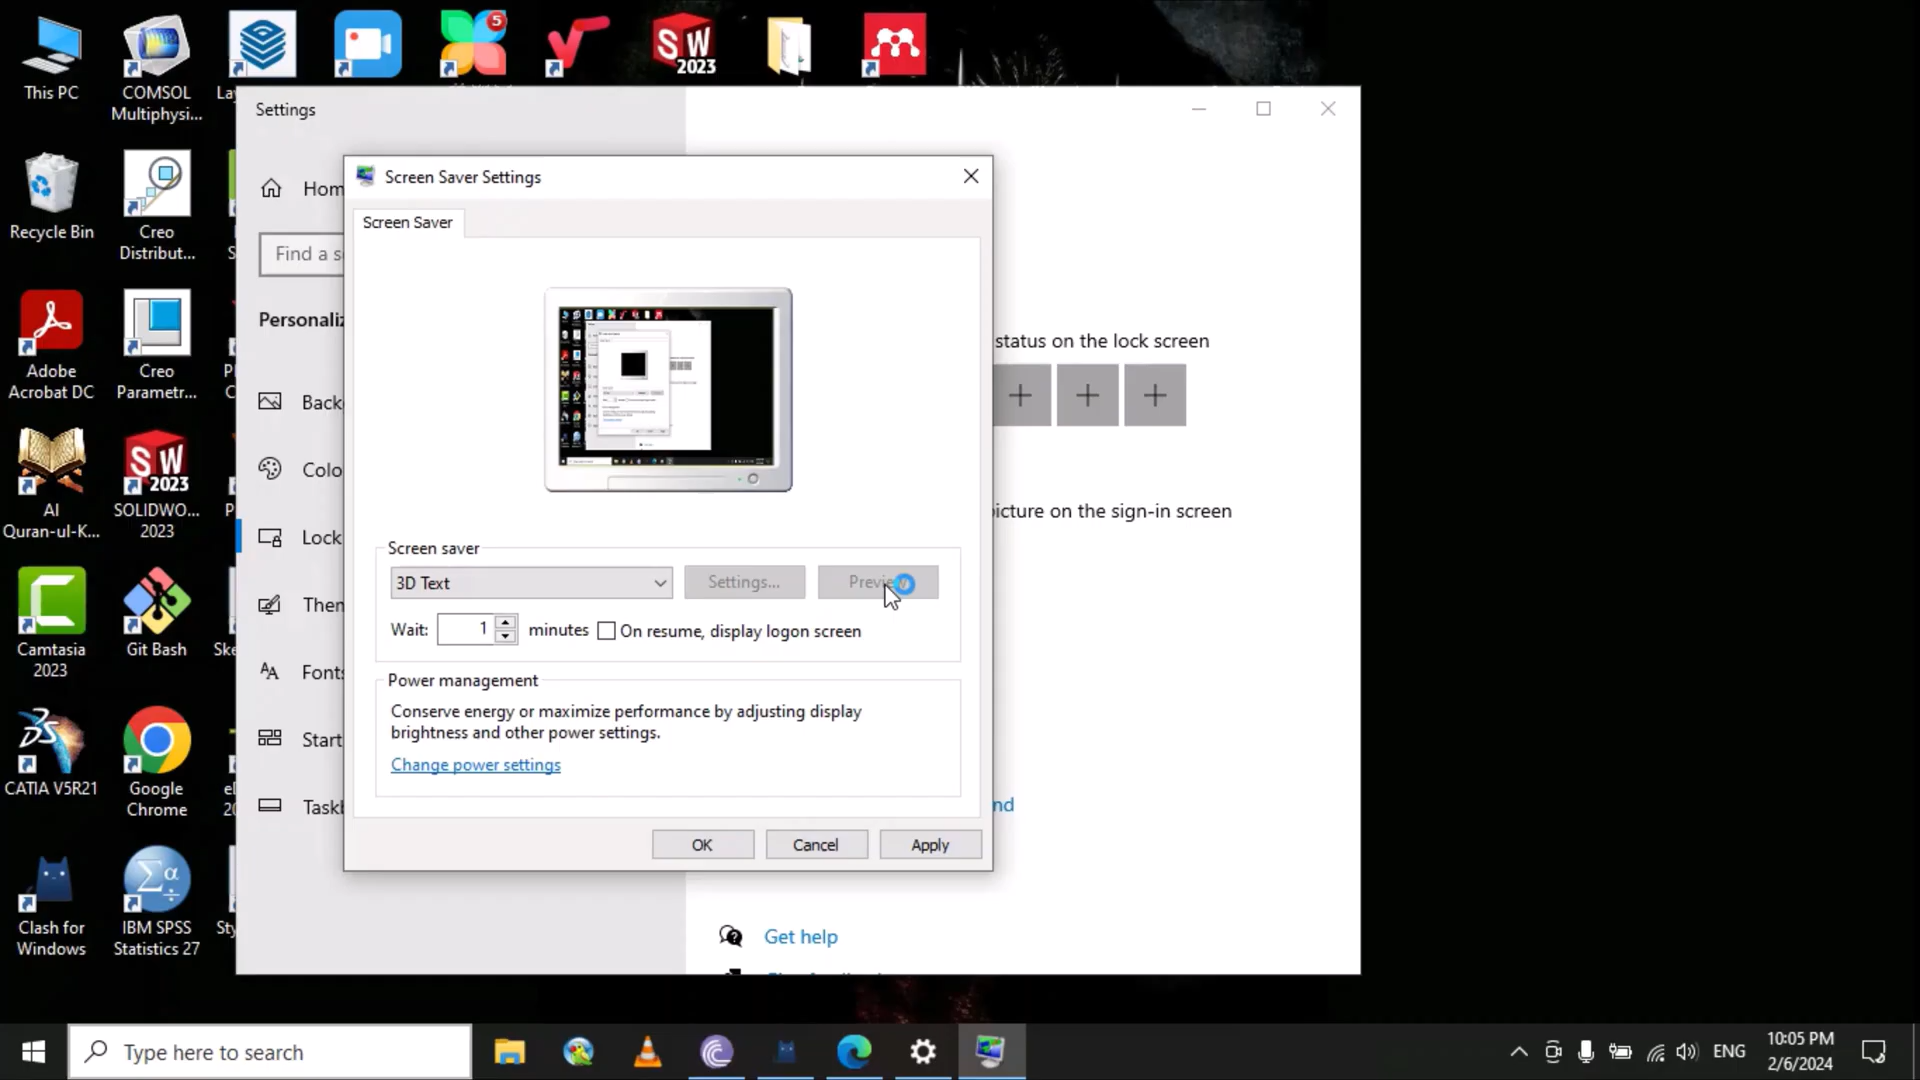 This PC
COMSOL
Multiphysi...
5
SW
2023
Settings
Screen Saver Settings
Screen Saver
Recycle Bin
Creo
Distribut...
Adobe
Acrobat DC
Creo
Parametr...
status on the lock screen
Al
Quran-ul-K...
SW
2023
SOLIDWO...
2023
picture on the sign-in screen
Screen saver
3D Text
Settings...
Wait:
1
minutes
On resume, display logon screen
Power management
Conserve energy or maximize performance by adjusting display
brightness and other power settings.
Change power settings
OK
Cancel
Apply
Camtasia
2023
Git Bash
CATIA V5R21
Google
Chrome
Clash for
Windows
IBM SPSS
Statistics 27
Get help
Type here to search
ENG
10:05 PM
2/6/2024